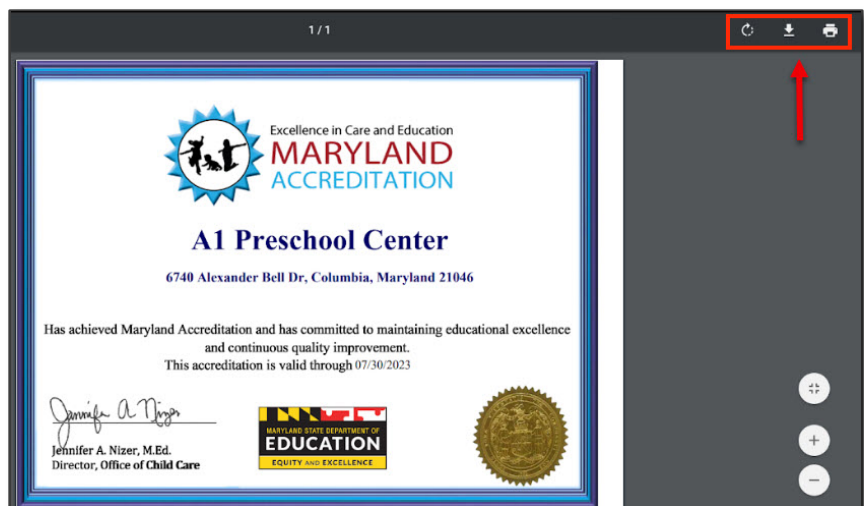 1 / 1
Excellence in Care and Education
MARYLAND
ACCREDITATION
A1 Preschool Center
6740 Alexander Bell Dr, Columbia, Maryland 21046
Has achieved Maryland Accreditation and has committed to maintaining educational excellence
and continuous quality improvement.
This accreditation is valid through 07/30/2023
Jennifer A. Nizer
Jennifer A. Nizer, M.Ed.
Director, Office of Child Care
MARYLAND STATE DEPARTMENT OF
EDUCATION
EQUITY AND EXCELLENCE